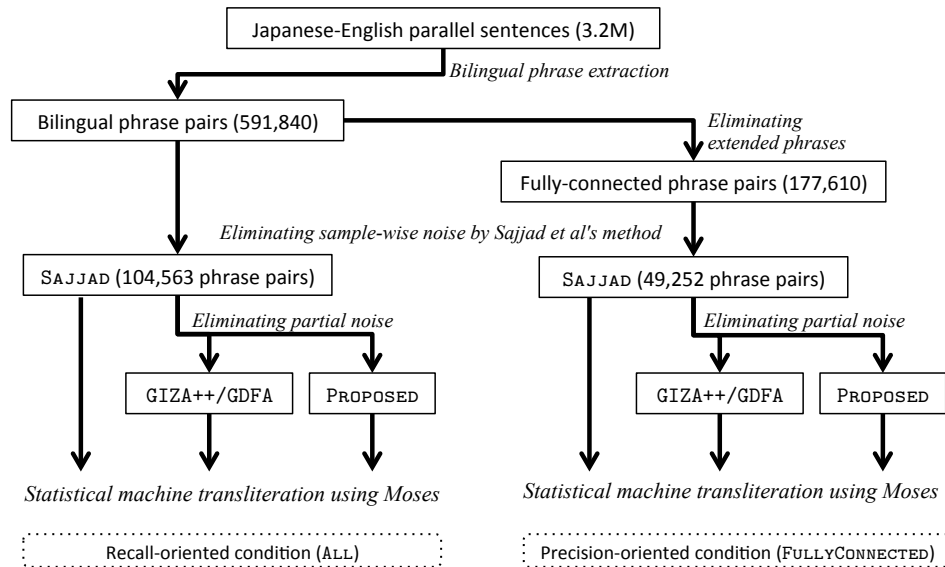 Japanese-English parallel sentences (3.2M)
Bilingual phrase extraction
Bilingual phrase pairs (591,840)
Eliminating
extended phrases
Fully-connected phrase pairs (177,610)
Eliminating sample-wise noise by Sajjad et al's method
SAJJAD (104,563 phrase pairs)
SAJJAD (49,252 phrase pairs)
Eliminating partial noise
Eliminating partial noise
GIZA++/GDFA
PROPOSED
GIZA++/GDFA
PROPOSED
Statistical machine transliteration using Moses
Statistical machine transliteration using Moses
Recall-oriented condition (ALL)
Precision-oriented condition (FULLYCONNECTED)